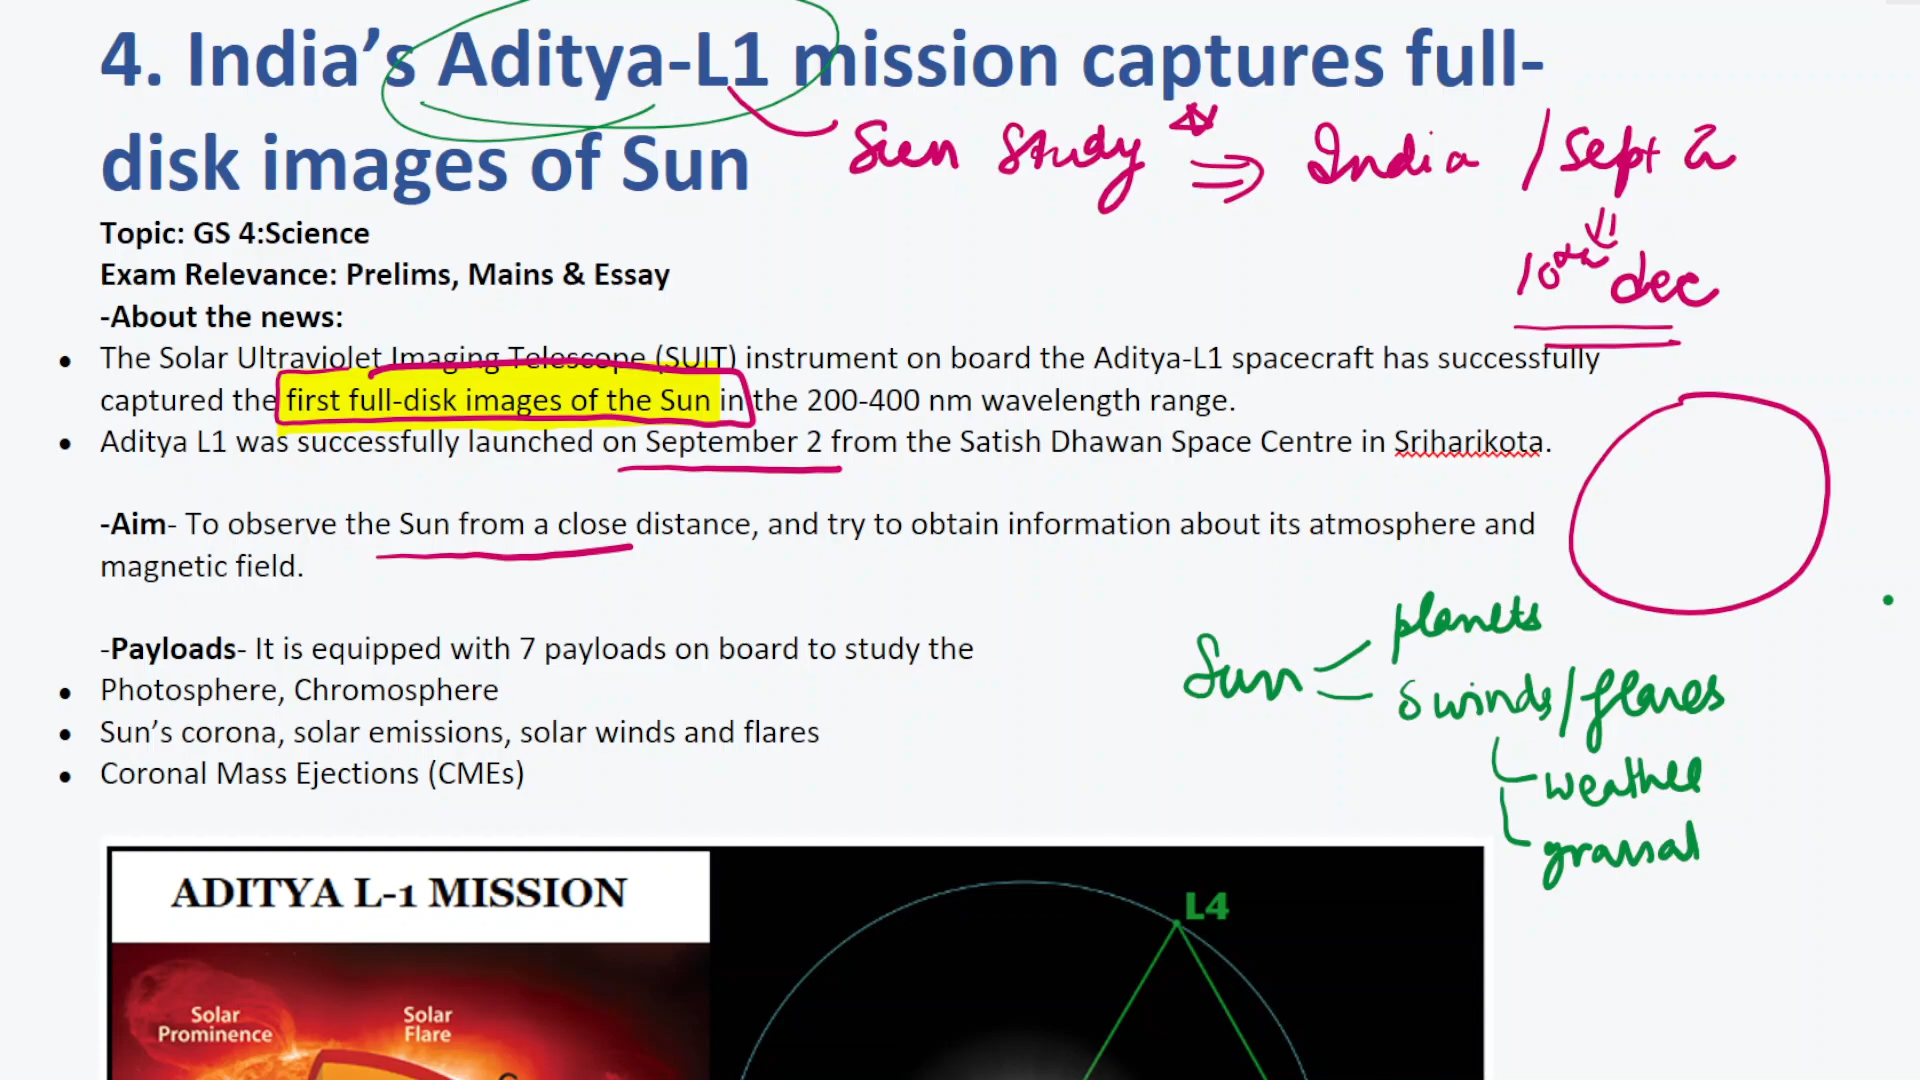 4. India’s Aditya-L1 mission captures full-
disk images of Sun
Sun Study ⇒ India / Sept 2
10th dec
Topic: GS 4:Science
Exam Relevance: Prelims, Mains & Essay
-About the news:
• The Solar Ultraviolet Imaging Telescope (SUIT) instrument on board the Aditya-L1 spacecraft has successfully
captured the first full-disk images of the Sun in the 200-400 nm wavelength range.
• Aditya L1 was successfully launched on September 2 from the Satish Dhawan Space Centre in Sriharikota.
-Aim- To observe the Sun from a close distance, and try to obtain information about its atmosphere and
magnetic field.
-Payloads- It is equipped with 7 payloads on board to study the
• Photosphere, Chromosphere
• Sun’s corona, solar emissions, solar winds and flares
• Coronal Mass Ejections (CMEs)
Sun
planets
S winds/flares
weather
ADITYA L-1 MISSION
Solar
Prominence
Solar
Flare
L4